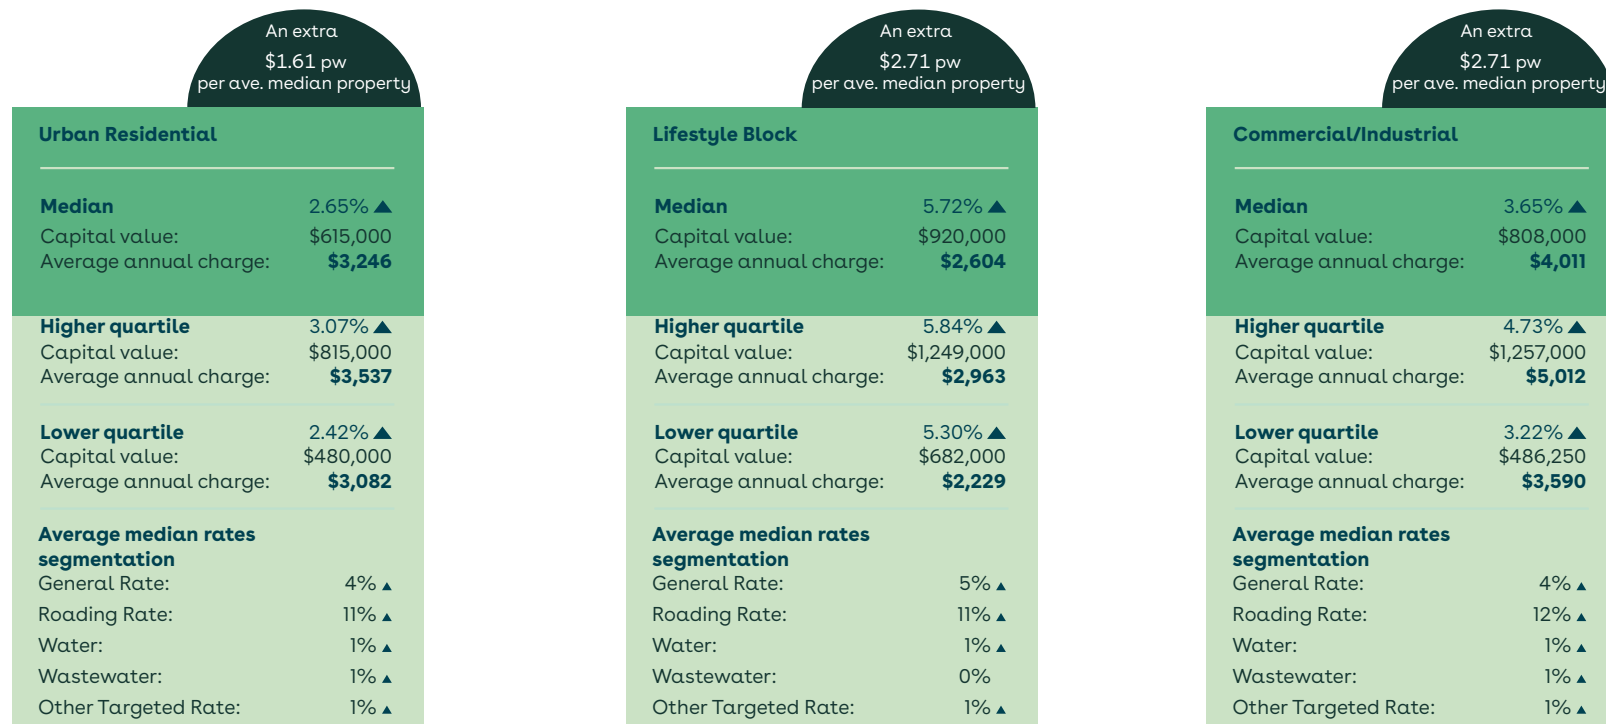 An extra
$1.61 pw
per ave. median property
Urban Residential
Median 2.65% ▲
Capital value: $615,000
Average annual charge: $3,246
Higher quartile 3.07% ▲
Capital value: $815,000
Average annual charge: $3,537
Lower quartile 2.42% ▲
Capital value: $480,000
Average annual charge: $3,082
Average median rates
segmentation
General Rate: 4% ▲
Roading Rate: 11% ▲
Water: 1% ▲
Wastewater: 1% ▲
Other Targeted Rate: 1% ▲
An extra
$2.71 pw
per ave. median property
Lifestyle Block
Median 5.72% ▲
Capital value: $920,000
Average annual charge: $2,604
Higher quartile 5.84% ▲
Capital value: $1,249,000
Average annual charge: $2,963
Lower quartile 5.30% ▲
Capital value: $682,000
Average annual charge: $2,229
Average median rates
segmentation
General Rate: 5% ▲
Roading Rate: 11% ▲
Water: 1% ▲
Wastewater: 0%
Other Targeted Rate: 1% ▲
An extra
$2.71 pw
per ave. median property
Commercial/Industrial
Median 3.65% ▲
Capital value: $808,000
Average annual charge: $4,011
Higher quartile 4.73% ▲
Capital value: $1,257,000
Average annual charge: $5,012
Lower quartile 3.22% ▲
Capital value: $486,250
Average annual charge: $3,590
Average median rates
segmentation
General Rate: 4% ▲
Roading Rate: 12% ▲
Water: 1% ▲
Wastewater: 1% ▲
Other Targeted Rate: 1% ▲